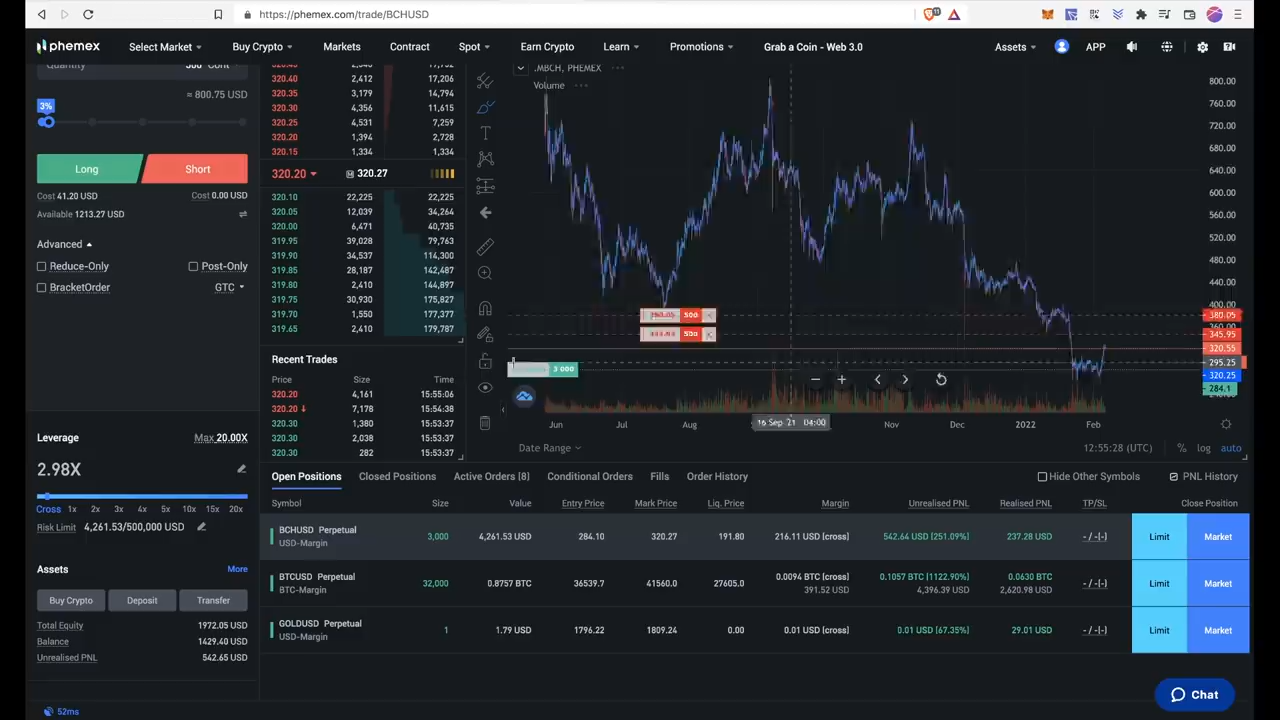 https://phemex.com/trade/BCHUSD
phemex Select Market Buy Crypto Markets Contract Spot Earn Crypto Learn Promotions Grab a Coin - Web 3.0 Assets APP
≈ 800.75 USD
3%
Long Short
Cost 41.20 USD Cost 0.00 USD
Available 1213.27 USD
Advanced
Reduce-Only Post-Only
BracketOrder GTC
Leverage Max 20.00X
2.98X
Cross 1x 2x 3x 5x 10x 15x 20x
Risk Limit 4,261.53/500,000 USD
Assets More
Buy Crypto Deposit Transfer
Total Equity 1972.05 USD
Balance 1429.40 USD
Unrealised PNL 542.65 USD
52ms
320.40 2,412 17,206
320.35 3,179 14,794
320.30 4,356 11,615
320.25 4,531 7,259
320.20 1,394 2,728
320.15 1,334 1,334
320.20 M 320.27
320.10 22,225 22,225
320.05 12,039 34,264
320.00 6,471 40,735
319.95 39,028 79,763
319.90 34,537 114,300
319.85 28,187 142,487
319.80 2,410 144,897
319.75 30,930 175,827
319.70 1,550 177,377
319.65 2,410 179,787
Recent Trades
Price Size Time
320.20 4,161 15:55:06
320.20 7,178 15:54:38
320.30 1,380 15:53:37
320.30 2,038 15:53:37
320.30 282 15:53:37
.MBCH, PHEMEX
Volume
800.00
760.00
720.00
680.00
640.00
600.00
560.00
520.00
480.00
440.00
400.00
380.05
345.95
320.55
295.25
320.25
284.1
500
500
3 000
Jun Jul Aug 16 Sep '21 04:00 Nov Dec 2022 Feb
Date Range 12:55:28 (UTC) % log auto
Open Positions Closed Positions Active Orders [8] Conditional Orders Fills Order History Hide Other Symbols PNL History
Symbol Size Value Entry Price Mark Price Liq. Price Margin Unrealised PNL Realised PNL TP/SL Close Position
BCHUSD Perpetual 3,000 4,261.53 USD 284.10 320.27 191.80 216.11 USD [cross] 542.64 USD [251.09%] 237.28 USD - / -[-] Limit Market
USD-Margin
BTCUSD Perpetual 32,000 0.8757 BTC 36539.7 41560.0 27605.0 0.0094 BTC [cross] 0.1057 BTC [1122.90%] 0.0630 BTC - / -[-] Limit Market
BTC-Margin 391.52 USD 4,396.39 USD 2,620.98 USD
GOLDUSD Perpetual 1 1.79 USD 1796.22 1809.24 0.00 0.01 USD [cross] 0.01 USD [67.35%] 29.01 USD - / -[-] Limit Market
USD-Margin
Chat